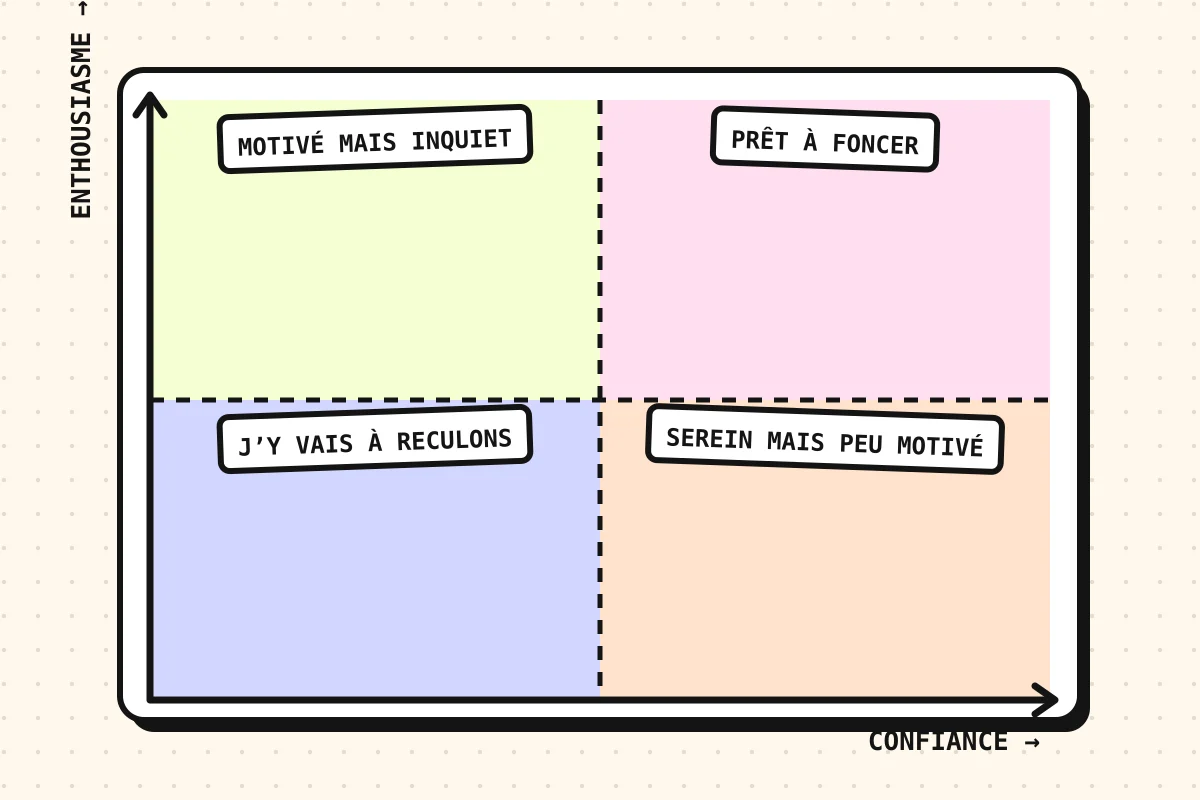 ENTHOUSIASME →
MOTIVÉ MAIS INQUIET
PRÊT À FONCER
J’Y VAIS À RECULONS
SEREIN MAIS PEU MOTIVÉ
CONFIANCE →